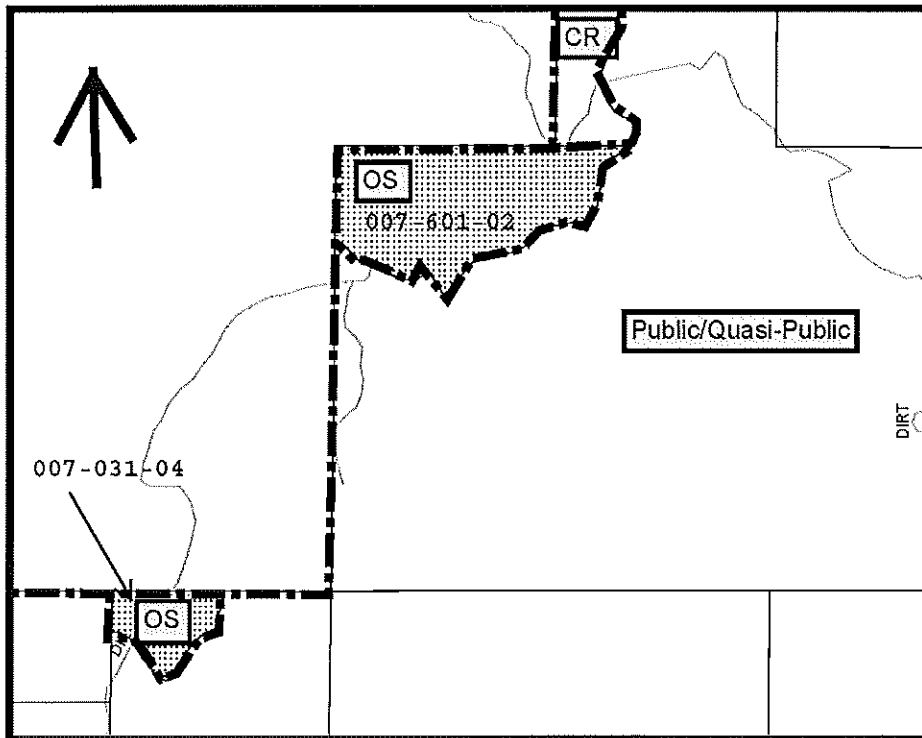 CR
OS
007-601-02
Public/Quasi-Public
DIRT
007-031-04
OS